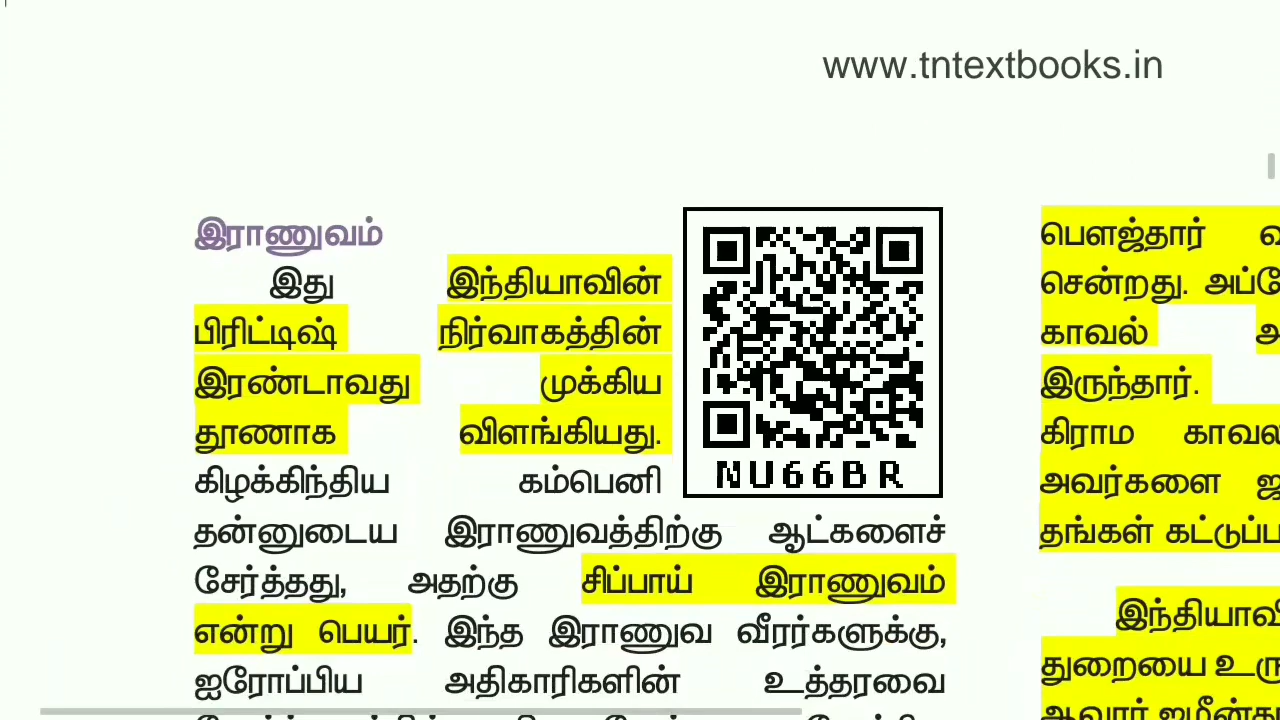 www.tntextbooks.in
இராணுவம்
இது இந்தியாவின்
பிரிட்டிஷ் நிர்வாகத்தின்
இரண்டாவது முக்கிய
தூணாக விளங்கியது.
கிழக்கிந்திய கம்பெனி
தன்னுடைய இராணுவத்திற்கு ஆட்களைச்
சேர்த்தது, அதற்கு சிப்பாய் இராணுவம்
என்று பெயர். இந்த இராணுவ வீரர்களுக்கு,
ஐரோப்பிய அதிகாரிகளின் உத்தரவை
NU66BR
பௌஜ்தார்
சென்றது.
காவல்
இருந்தார்.
கிராம
அவர்களை
தங்கள்
துறையை